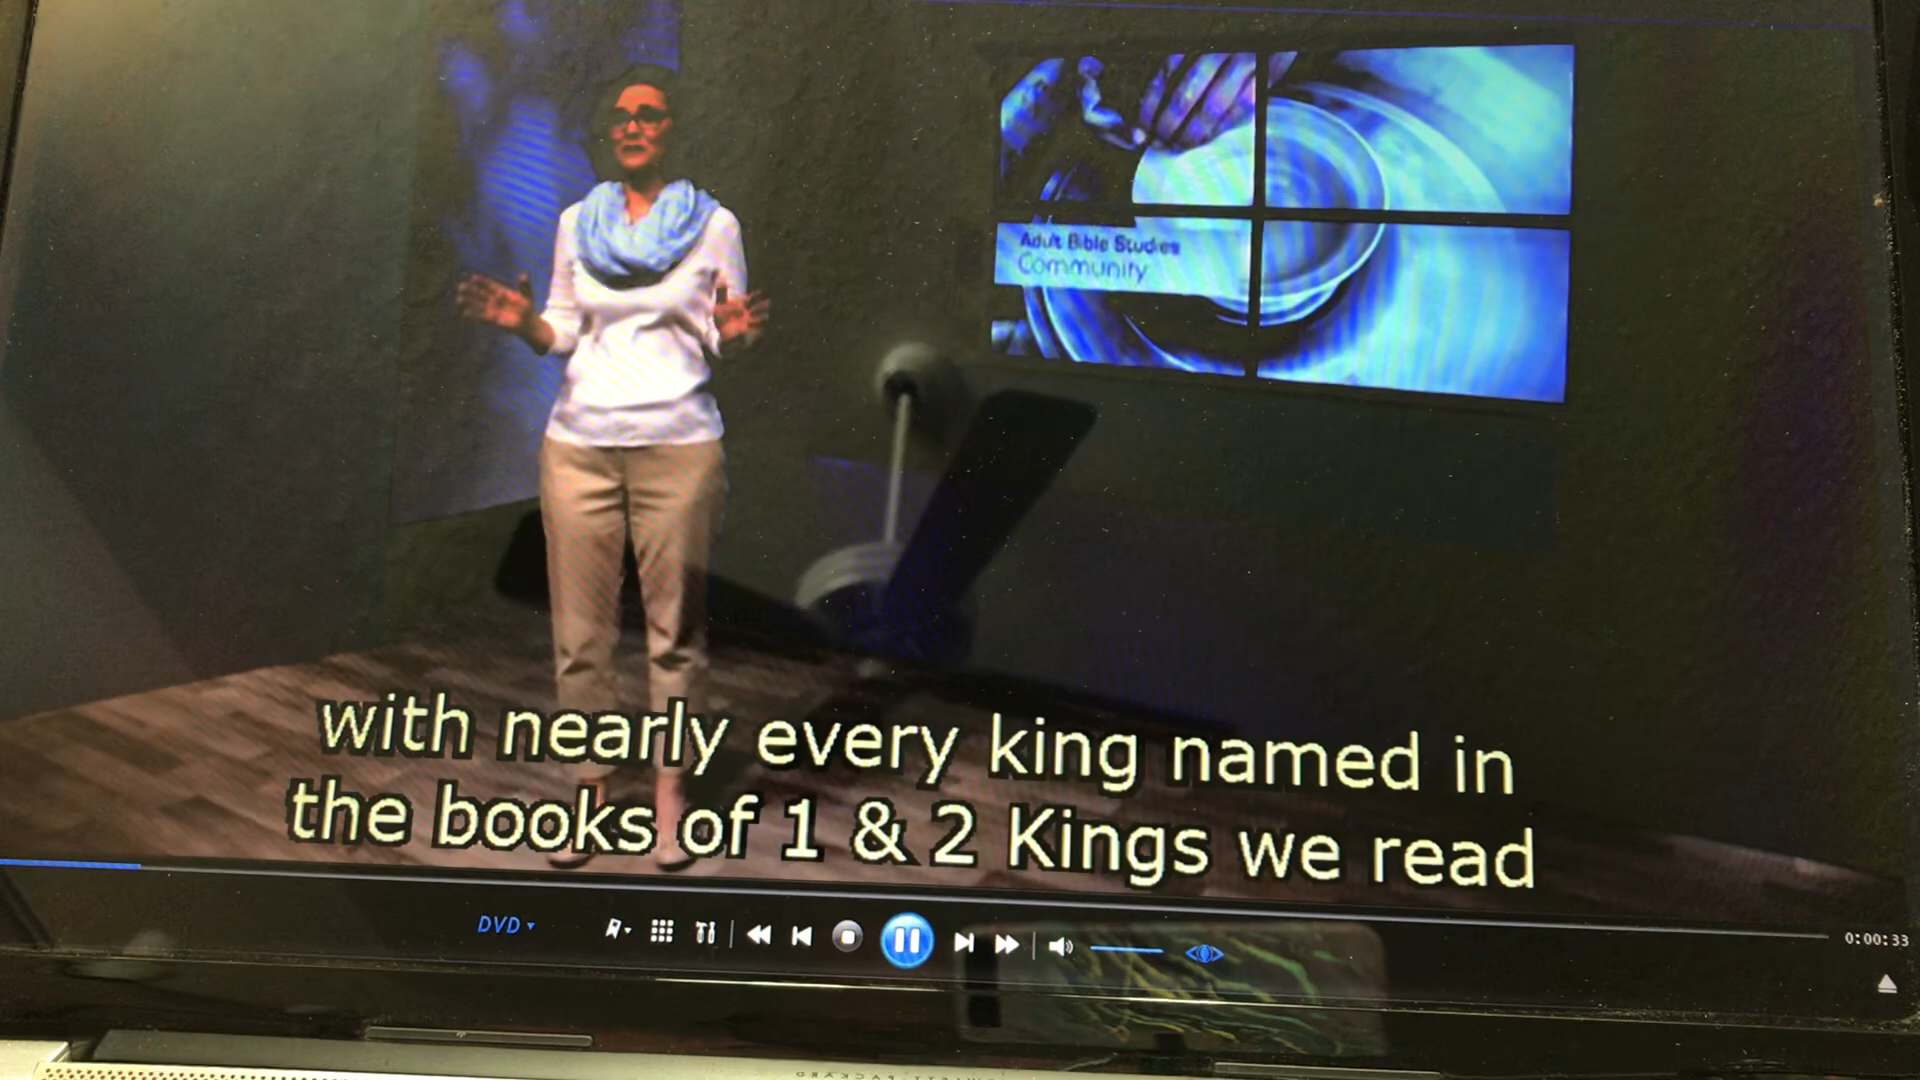 Adult Bible Studies
Community
with nearly every king named in
the books of 1 & 2 Kings we read
DVD
0:00:33